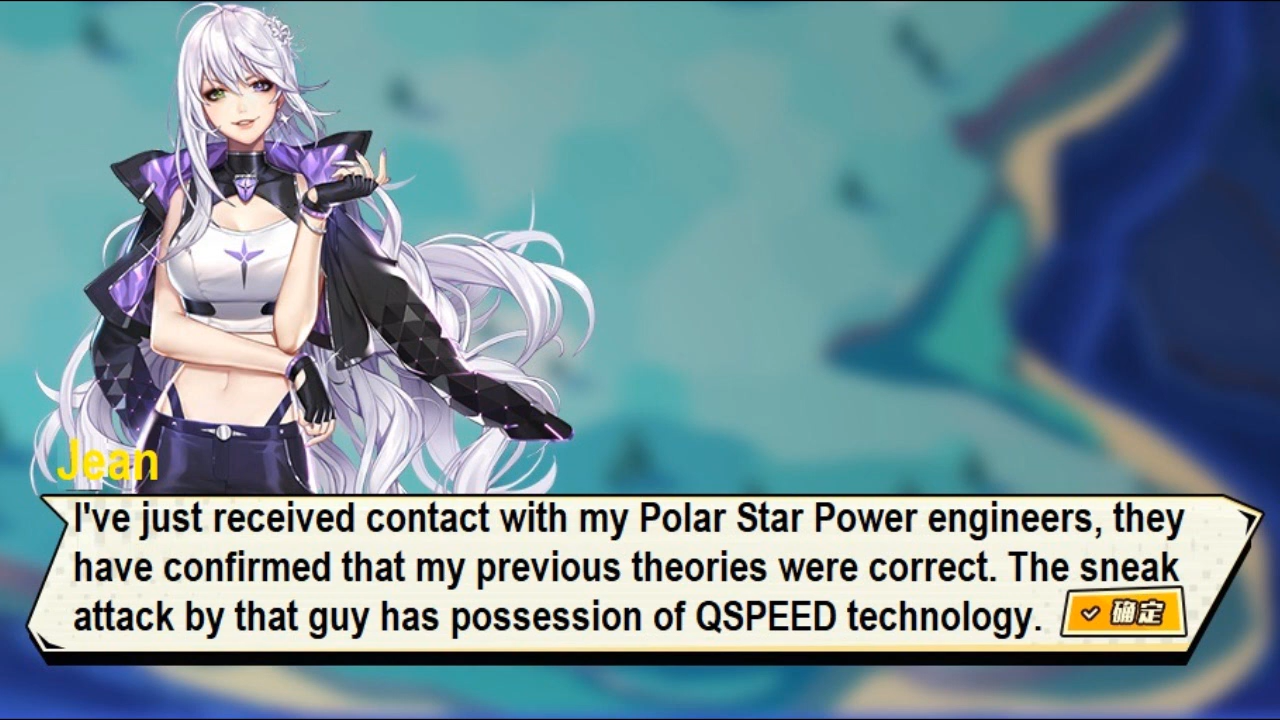 Jean
I've just received contact with my Polar Star Power engineers, they
have confirmed that my previous theories were correct. The sneak
attack by that guy has possession of QSPEED technology.
确定